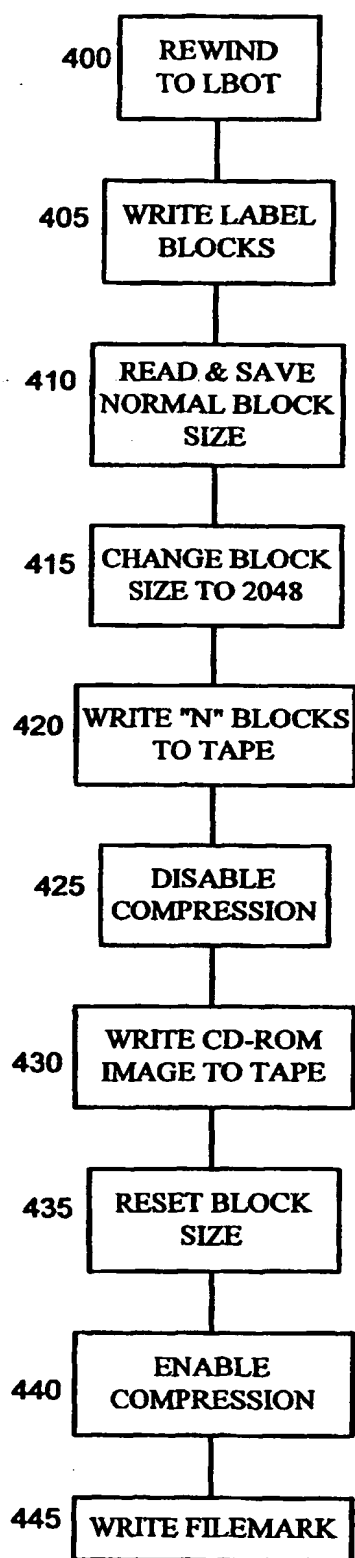 400
REWIND
TO LBOT
405
WRITE LABEL
BLOCKS
410
READ & SAVE
NORMAL BLOCK
SIZE
415
CHANGE BLOCK
SIZE TO 2048
420
WRITE "N" BLOCKS
TO TAPE
425
DISABLE
COMPRESSION
430
WRITE CD-ROM
IMAGE TO TAPE
435
RESET BLOCK
SIZE
440
ENABLE
COMPRESSION
445
WRITE FILEMARK